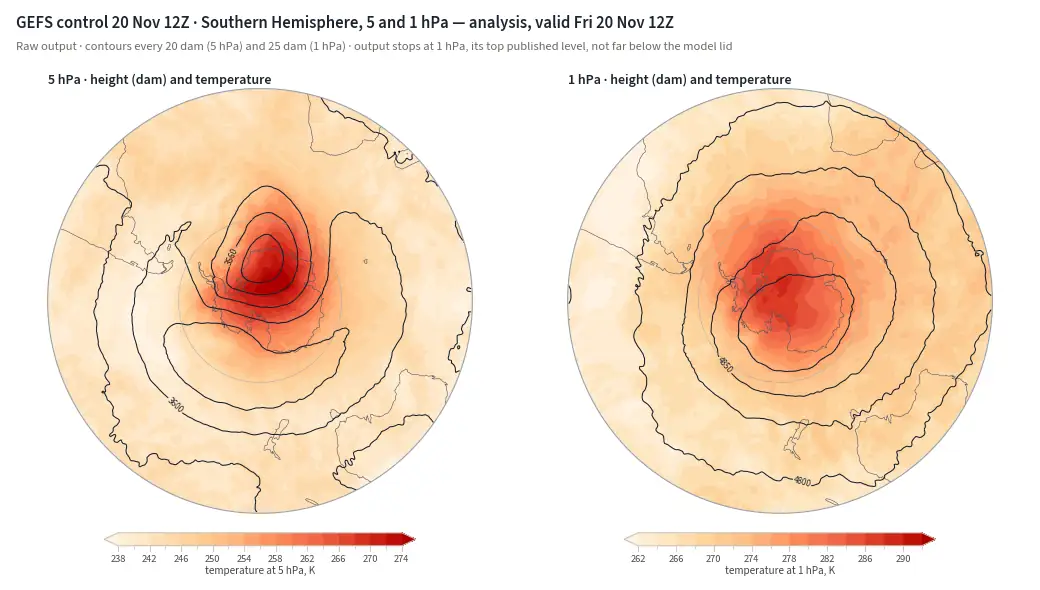 GEFS control 20 Nov 12Z · Southern Hemisphere, 5 and 1 hPa — analysis, valid Fri 20 Nov 12Z
Raw output · contours every 20 dam (5 hPa) and 25 dam (1 hPa) · output stops at 1 hPa, its top published level, not far below the model lid
5 hPa · height (dam) and temperature
1 hPa · height (dam) and temperature
3560
3600
4850
4800
238 242 246 250 254 258 262 266 270 274
temperature at 5 hPa, K
262 266 270 274 278 282 286 290
temperature at 1 hPa, K